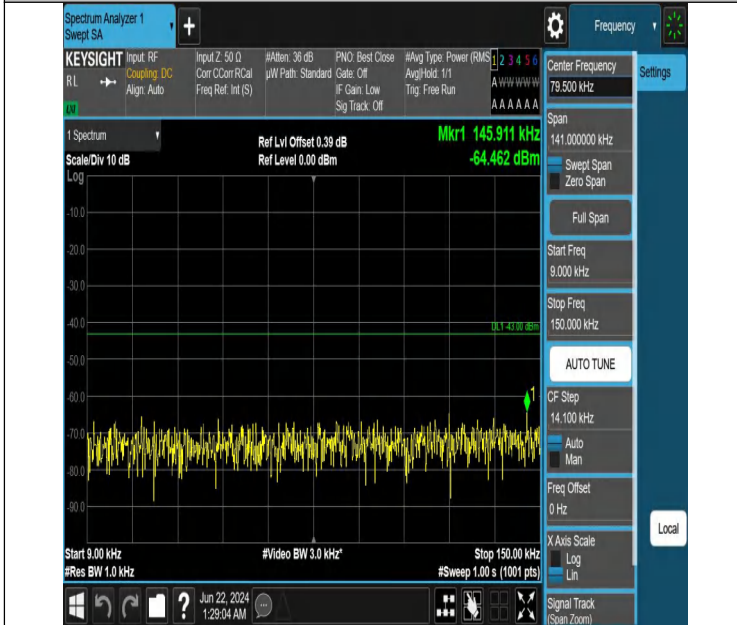 Spectrum Analyzer 1
Swept SA
+
Frequency
KEYSIGHT
RL
Input: RF
Coupling: DC
Align: Auto
Input Z: 50 Ω
Corr CCorr RCal
Freq Ref: Int (S)
#Atten: 36 dB
µW Path: Standard
PNO: Best Close
Gate: Off
IF Gain: Low
Sig Track: Off
#Avg Type: Power (RMS
Avg|Hold: 1/1
Trig: Free Run
1 2 3 4 5 6
A W W W W W
A A A A A A
1 Spectrum
Scale/Div 10 dB
Log
Ref Lvl Offset 0.39 dB
Ref Level 0.00 dBm
Mkr1 145.911 kHz
-64.462 dBm
-10.0
-20.0
-30.0
-40.0
DL1 -43.00 dBm
-50.0
-60.0
1
-70.0
-80.0
-90.0
Start 9.00 kHz
#Res BW 1.0 kHz
#Video BW 3.0 kHz*
Stop 150.00 kHz
#Sweep 1.00 s (1001 pts)
Center Frequency
79.500 kHz
Settings
Span
141.000000 kHz
Swept Span
Zero Span
Full Span
Start Freq
9.000 kHz
Stop Freq
150.000 kHz
AUTO TUNE
CF Step
14.100 kHz
Auto
Man
Freq Offset
0 Hz
X Axis Scale
Log
Lin
Local
Signal Track
(Span Zoom)
?
Jun 22, 2024
1:29:04 AM